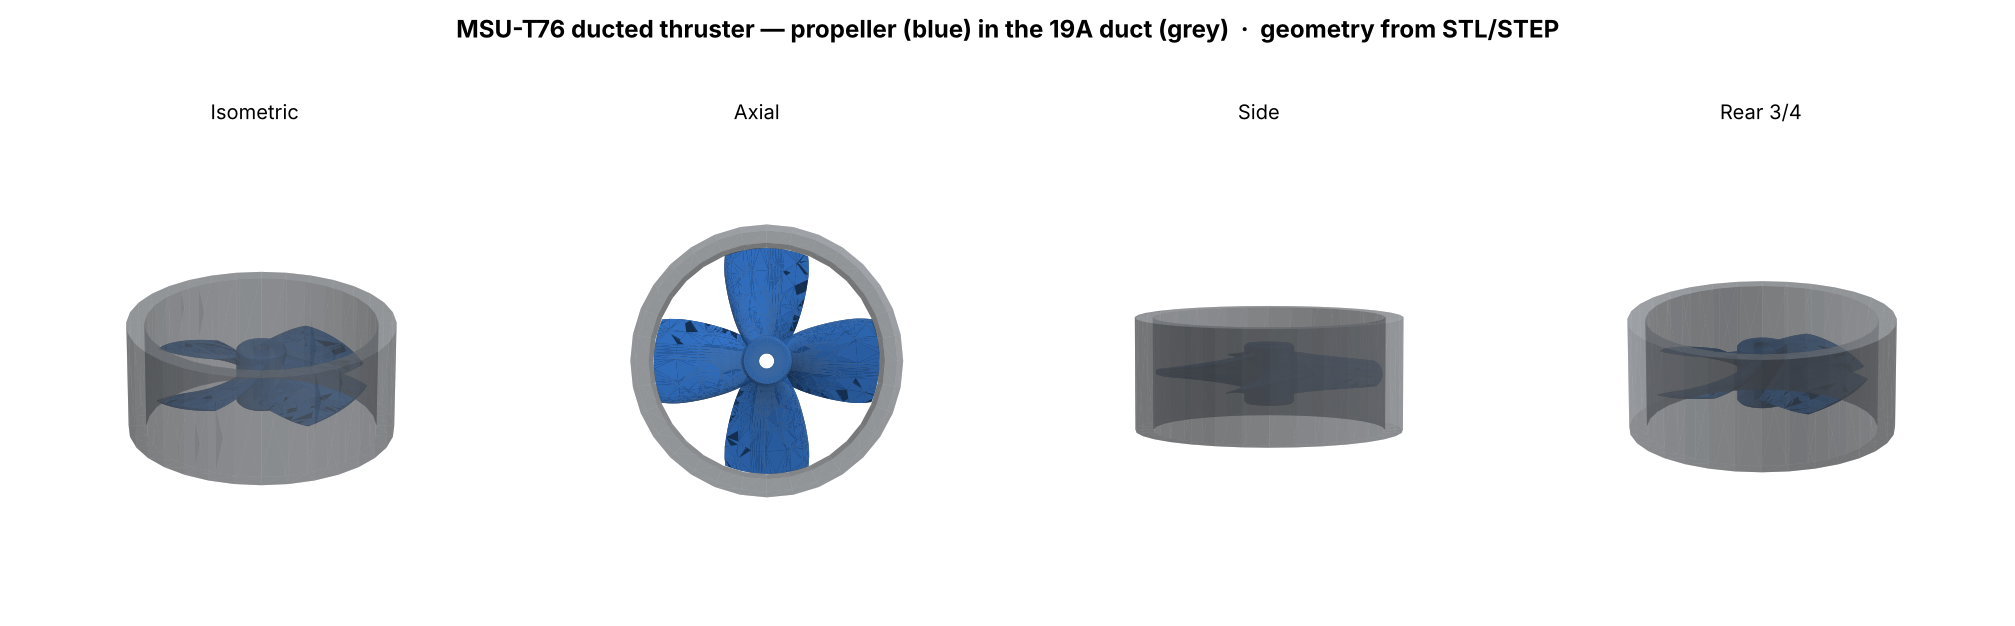 MSU-T76 ducted thruster — propeller (blue) in the 19A duct (grey) · geometry from STL/STEP
Isometric
Axial
Side
Rear 3/4